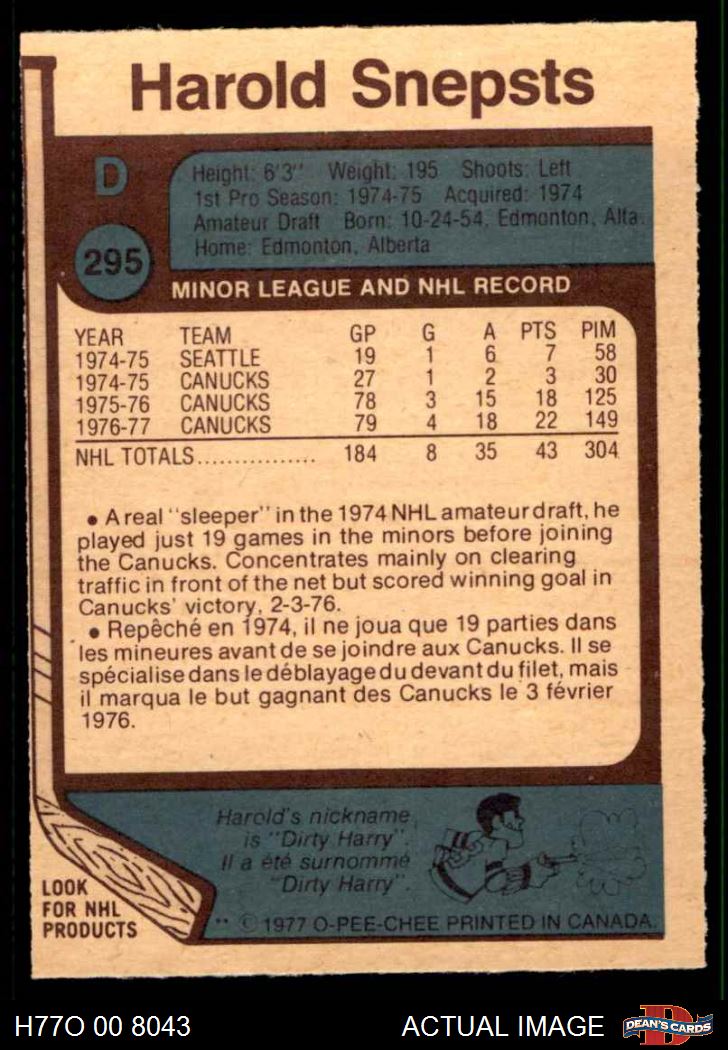 Harold Snepsts
D
Height: 6'3" Weight: 195 Shoots: Left
1st Pro Season: 1974-75 Acquired: 1974
Amateur Draft Born: 10-24-54, Edmonton, Alta.
Home: Edmonton, Alberta
295
MINOR LEAGUE AND NHL RECORD
YEAR TEAM GP G A PTS PIM
1974-75 SEATTLE 19 1 6 7 58
1974-75 CANUCKS 27 1 2 3 30
1975-76 CANUCKS 78 3 15 18 125
1976-77 CANUCKS 79 4 18 22 149
NHL TOTALS................ 184 8 35 43 304
• A real "sleeper" in the 1974 NHL amateur draft, he
played just 19 games in the minors before joining
the Canucks. Concentrates mainly on clearing
traffic in front of the net but scored winning goal in
Canucks' victory, 2-3-76.
• Repêché en 1974, il ne joua que 19 parties dans
les mineures avant de se joindre aux Canucks. Il se
spécialise dans le déblayage du devant du filet, mais
il marqua le but gagnant des Canucks le 3 février
1976.
Harold's nickname
is "Dirty Harry".
Il a été surnommé
"Dirty Harry".
LOOK
FOR NHL
PRODUCTS
** © 1977 O-PEE-CHEE PRINTED IN CANADA.
H77O 00 8043 ACTUAL IMAGE D DEAN'S CARDS